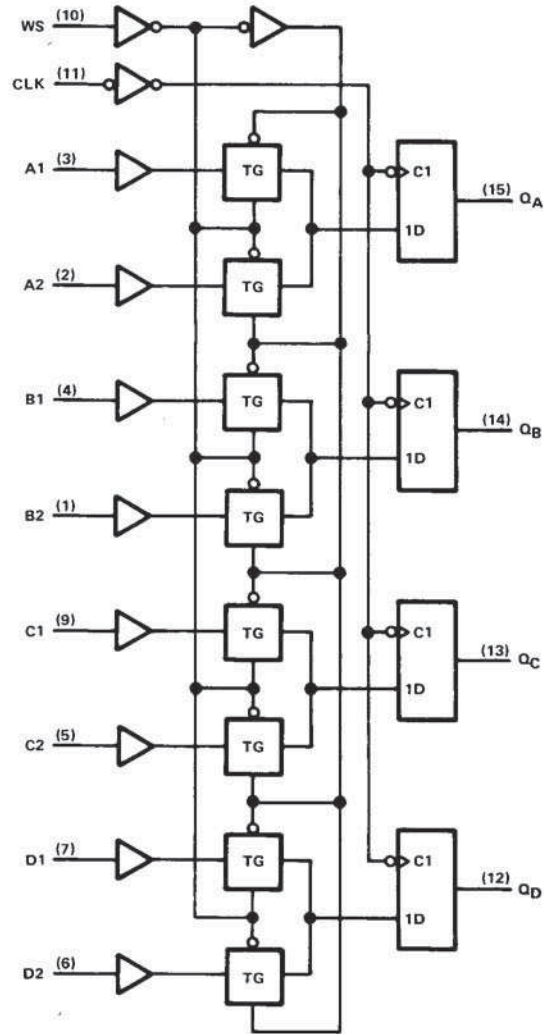 WS (10)
CLK (11)
A1 (3) TG C1 (15) QA
1D
A2 (2) TG
B1 (4) TG C1 (14) QB
1D
B2 (1) TG
C1 (9) TG C1 (13) QC
1D
C2 (5) TG
D1 (7) TG C1 (12) QD
1D
D2 (6) TG